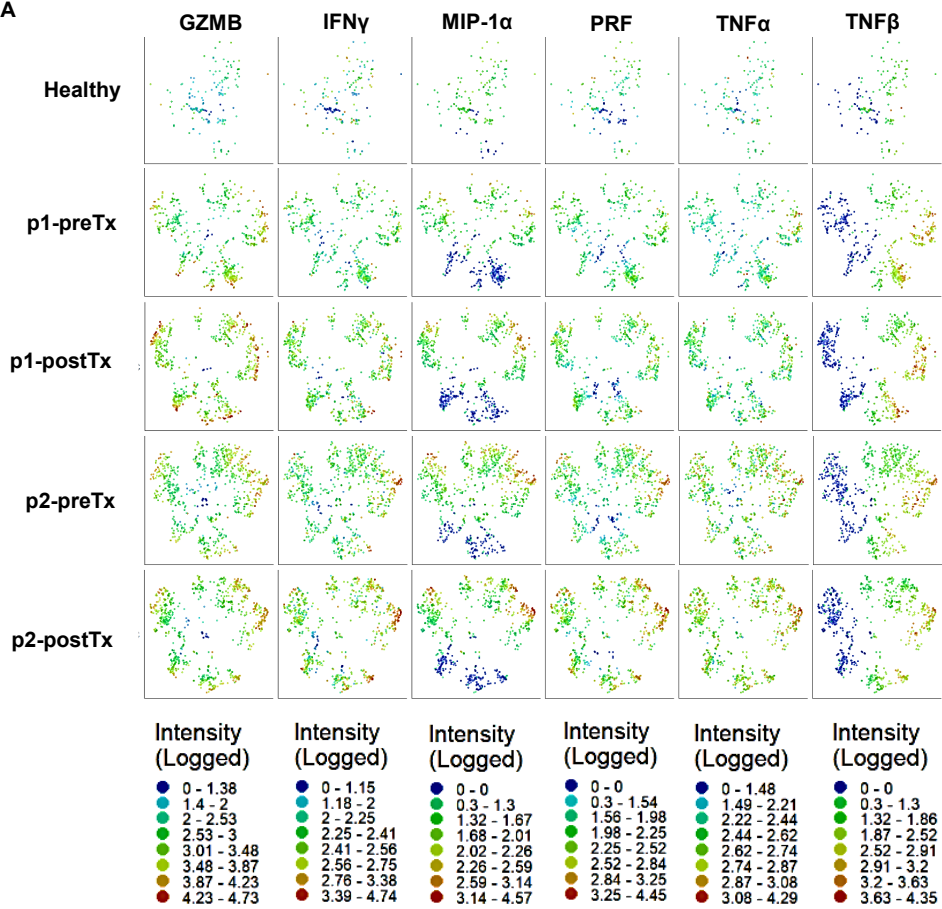 A
GZMB IFNγ MIP-1α PRF TNFα TNFβ
Healthy
p1-preTx
p1-postTx
p2-preTx
p2-postTx
Intensity (Logged)
0 - 1.38
1.4 - 2
2 - 2.53
2.53 - 3
3.01 - 3.48
3.48 - 3.87
3.87 - 4.23
4.23 - 4.73
Intensity (Logged)
0 - 1.15
1.18 - 2
2 - 2.25
2.25 - 2.41
2.41 - 2.56
2.56 - 2.75
2.76 - 3.38
3.39 - 4.74
Intensity (Logged)
0 - 0
0.3 - 1.3
1.32 - 1.67
1.68 - 2.01
2.02 - 2.26
2.26 - 2.59
2.59 - 3.14
3.14 - 4.57
Intensity (Logged)
0 - 0
0.3 - 1.54
1.56 - 1.98
1.98 - 2.25
2.25 - 2.52
2.52 - 2.84
2.84 - 3.25
3.25 - 4.45
Intensity (Logged)
0 - 1.48
1.49 - 2.21
2.22 - 2.44
2.44 - 2.62
2.62 - 2.74
2.74 - 2.87
2.87 - 3.08
3.08 - 4.29
Intensity (Logged)
0 - 0
0.3 - 1.3
1.32 - 1.86
1.87 - 2.52
2.52 - 2.91
2.91 - 3.2
3.2 - 3.63
3.63 - 4.35